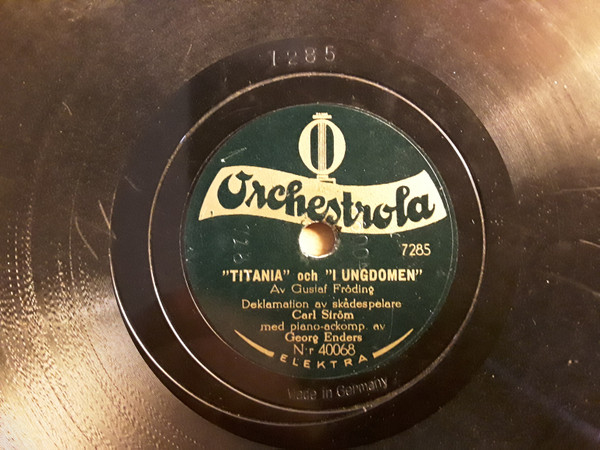 1285
Orchestrola
7285
"TITANIA" och "I UNGDOMEN"
Av Gustaf Fröding
Deklamation av skådespelare
Carl Ström
med piano-ackomp. av
Georg Enders
N·r 40068
ELEKTRA
Made in Germany